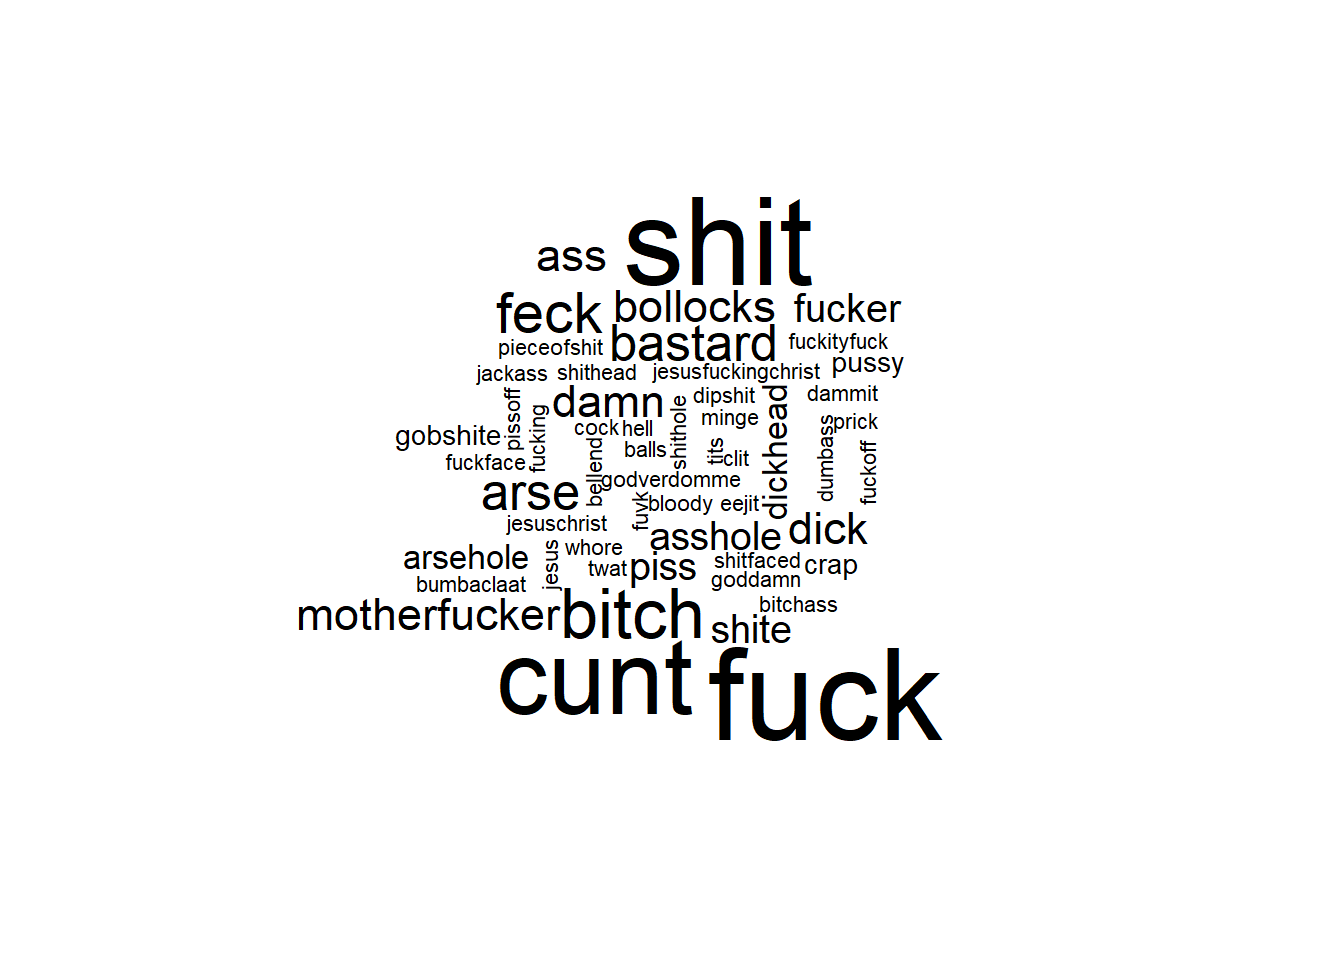 shit
ass
feck
bollocks
fucker
bastard
fuckityfuck
pieceofshit
pussy
jackass
shithead
jesusfuckingchrist
damn
dipshit
dammit
pissoff
fucking
shithole
minge
dickhead
dumbass
prick
gobshite
cock
hell
balls
tits
clit
fuckoff
fuckface
bellend
godverdomme
arse
fuvk
bloody
eejit
jesuschrist
asshole
dick
arsehole
jesus
whore
twat
piss
shitfaced
crap
goddamn
bumbaclaat
motherfucker
bitch
bitchass
shite
cunt
fuck